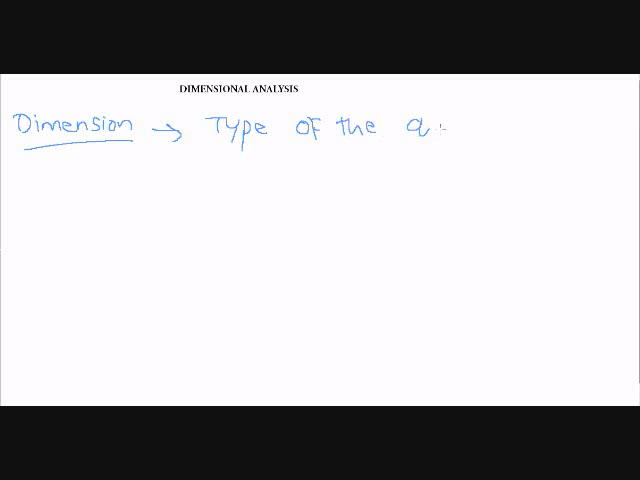 DIMENSIONAL ANALYSIS
Dimension → Type of the q